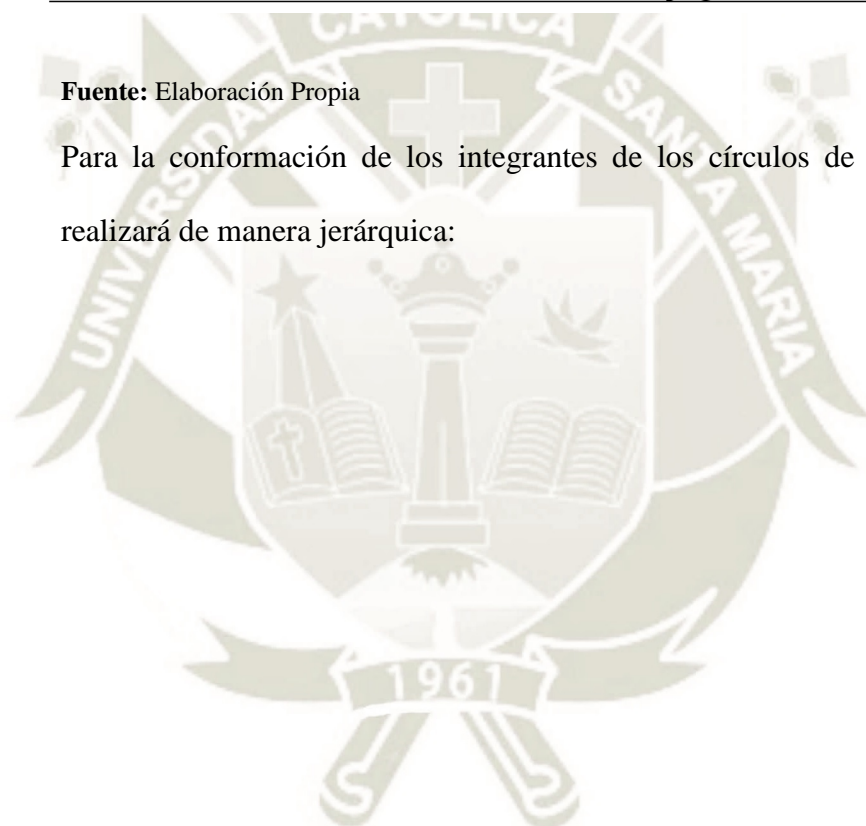 CATÓLICA
Fuente: Elaboración Propia
UNIVERSIDAD
SANTA MARIA
Para la conformación de los integrantes de los círculos de
realizará de manera jerárquica:
1961